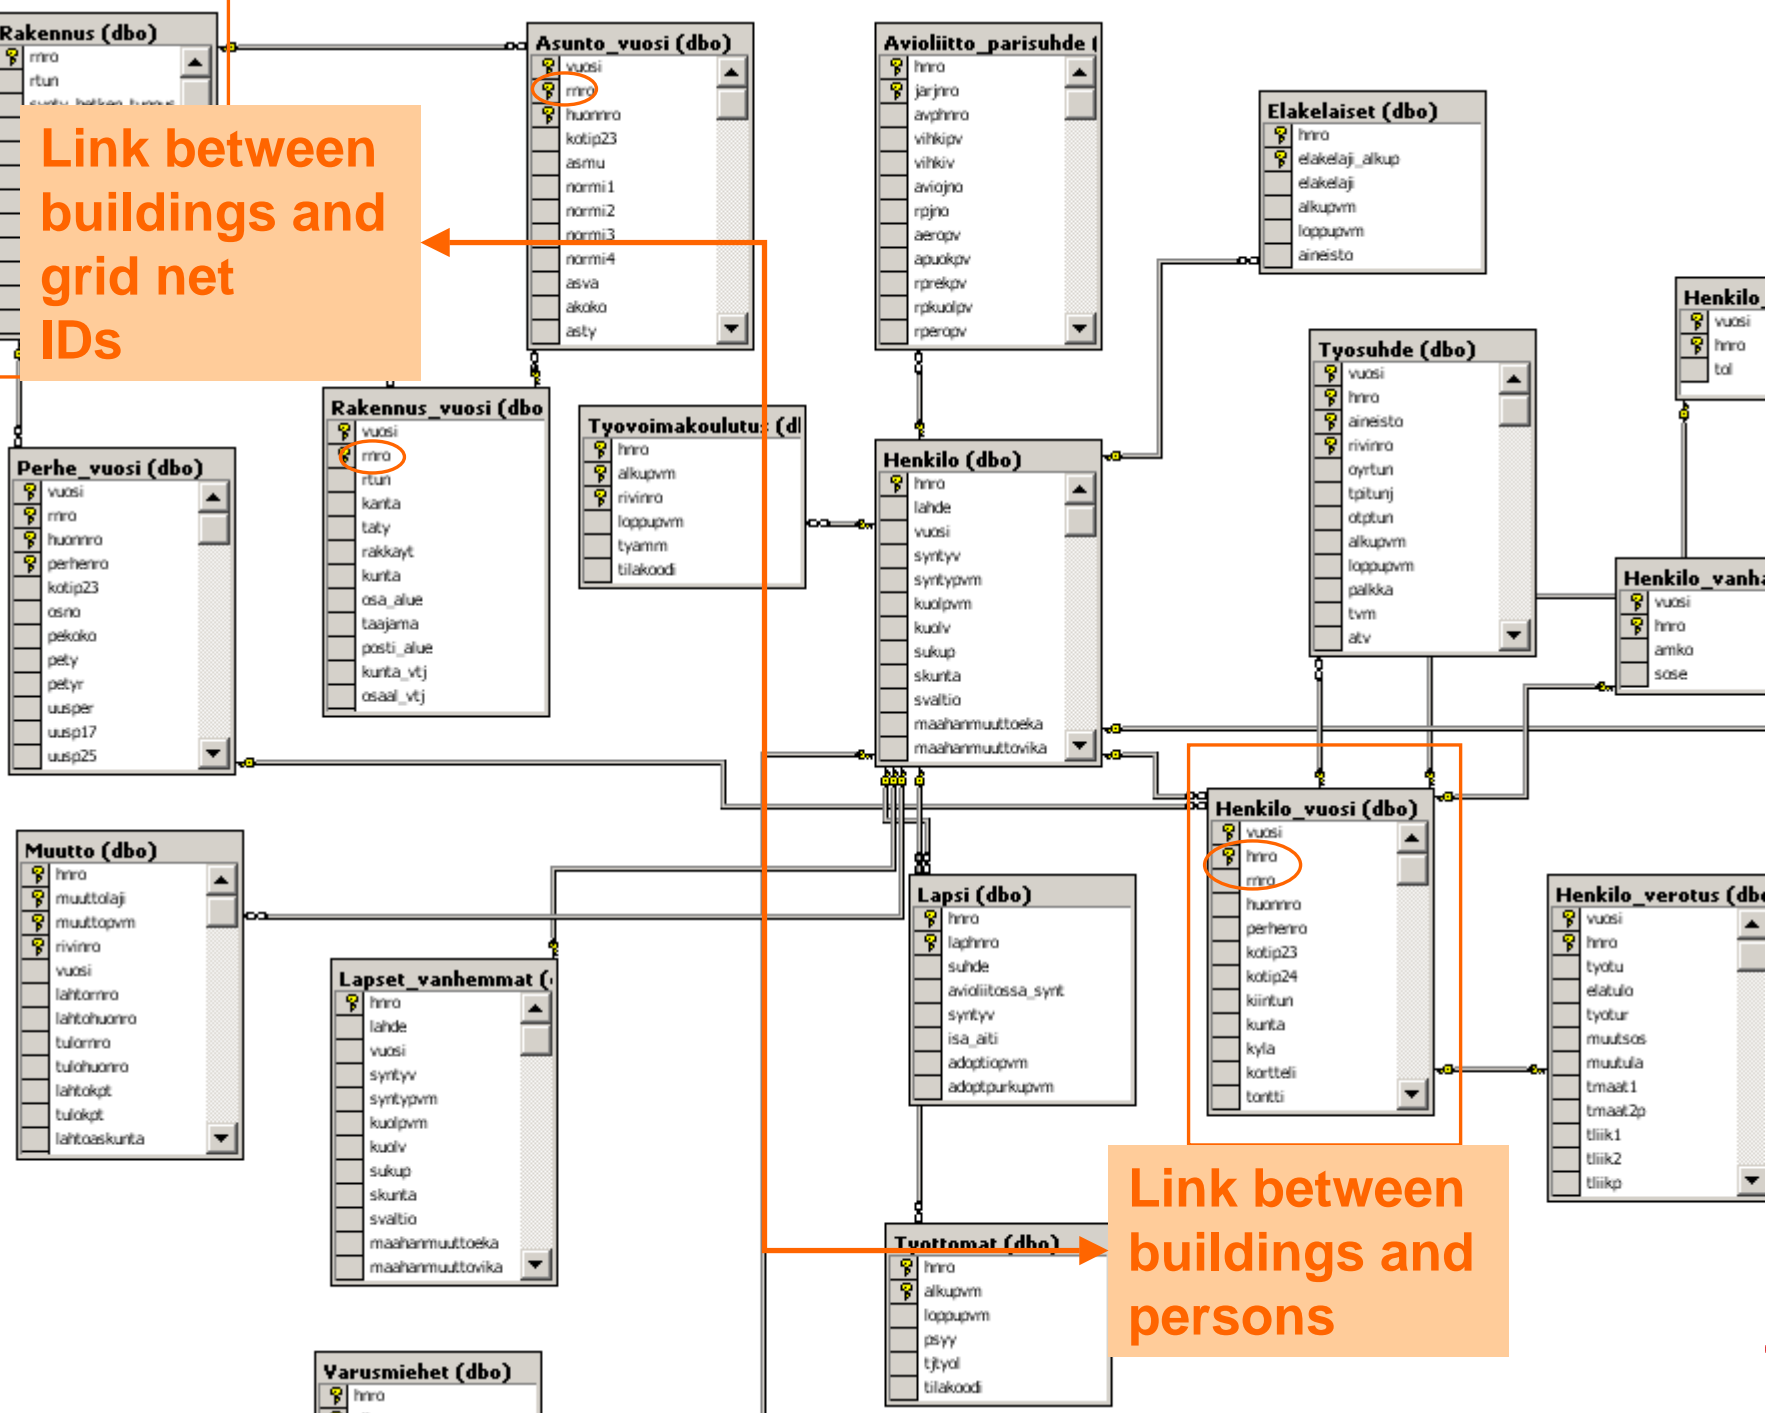 Rakennus (dbo)
rnro
rtun
Link between
buildings and
grid net
IDs
Asunto_vuosi (dbo)
vuosi
rnro
huonnro
kotip23
asmu
normi1
normi2
normi3
normi4
asva
akoko
asty
Avioliitto_parisuhde (
hnro
jarjnro
avphnro
vihkipv
vihkiv
aviojno
rpjno
aeropv
apuokpv
rprekpv
rpkuolpv
rperopv
Elakelaiset (dbo)
hnro
elakelaji_alkup
elakelaji
alkupvm
loppupvm
aineisto
Henkilo_
vuosi
hnro
tol
Tyosuhde (dbo)
vuosi
hnro
aineisto
rivinro
oyrtun
tpitunj
otptun
alkupvm
loppupvm
palkka
tvm
atv
Rakennus_vuosi (dbo
vuosi
rnro
rtun
kanta
taty
rakkayt
kunta
osa_alue
taajama
posti_alue
kunta_vtj
osaal_vtj
Tyovoimakoulutus (d
hnro
alkupvm
rivinro
loppupvm
tyamm
tilakoodi
Henkilo (dbo)
hnro
lahde
vuosi
syntyv
syntypvm
kuolpvm
kuolv
sukup
skunta
svaltio
maahanmuuttoeka
maahanmuuttovika
Perhe_vuosi (dbo)
vuosi
rnro
huonnro
perhenro
kotip23
osno
pekoko
pety
petyr
uusper
uusp17
uusp25
Henkilo_vanha
vuosi
hnro
amko
sose
Henkilo_vuosi (dbo)
vuosi
hnro
rnro
huonnro
perhenro
kotip23
kotip24
kiintun
kunta
kyla
kortteli
tontti
Muutto (dbo)
hnro
muuttolaji
muuttopvm
rivinro
vuosi
lahtornro
lahtohuonro
tulornro
tulohuonro
lahtokpt
tulokpt
lahtoaskunta
Lapset_vanhemmat (
hnro
lahde
vuosi
syntyv
syntypvm
kuolpvm
kuolv
sukup
skunta
svaltio
maahanmuuttoeka
maahanmuuttovika
Lapsi (dbo)
hnro
laphnro
suhde
avioliitossa_synt
syntyv
isa_aiti
adoptiopvm
adoptpurkupvm
Henkilo_verotus (dbo
vuosi
hnro
tyotu
elatulo
tyotur
muutsos
muutula
tmaat1
tmaat2p
tliik1
tliik2
tliikp
Link between
buildings and
persons
Tyottomat (dbo)
hnro
alkupvm
loppupvm
psyy
tjtyol
tilakoodi
Varusmiehet (dbo)
hnro